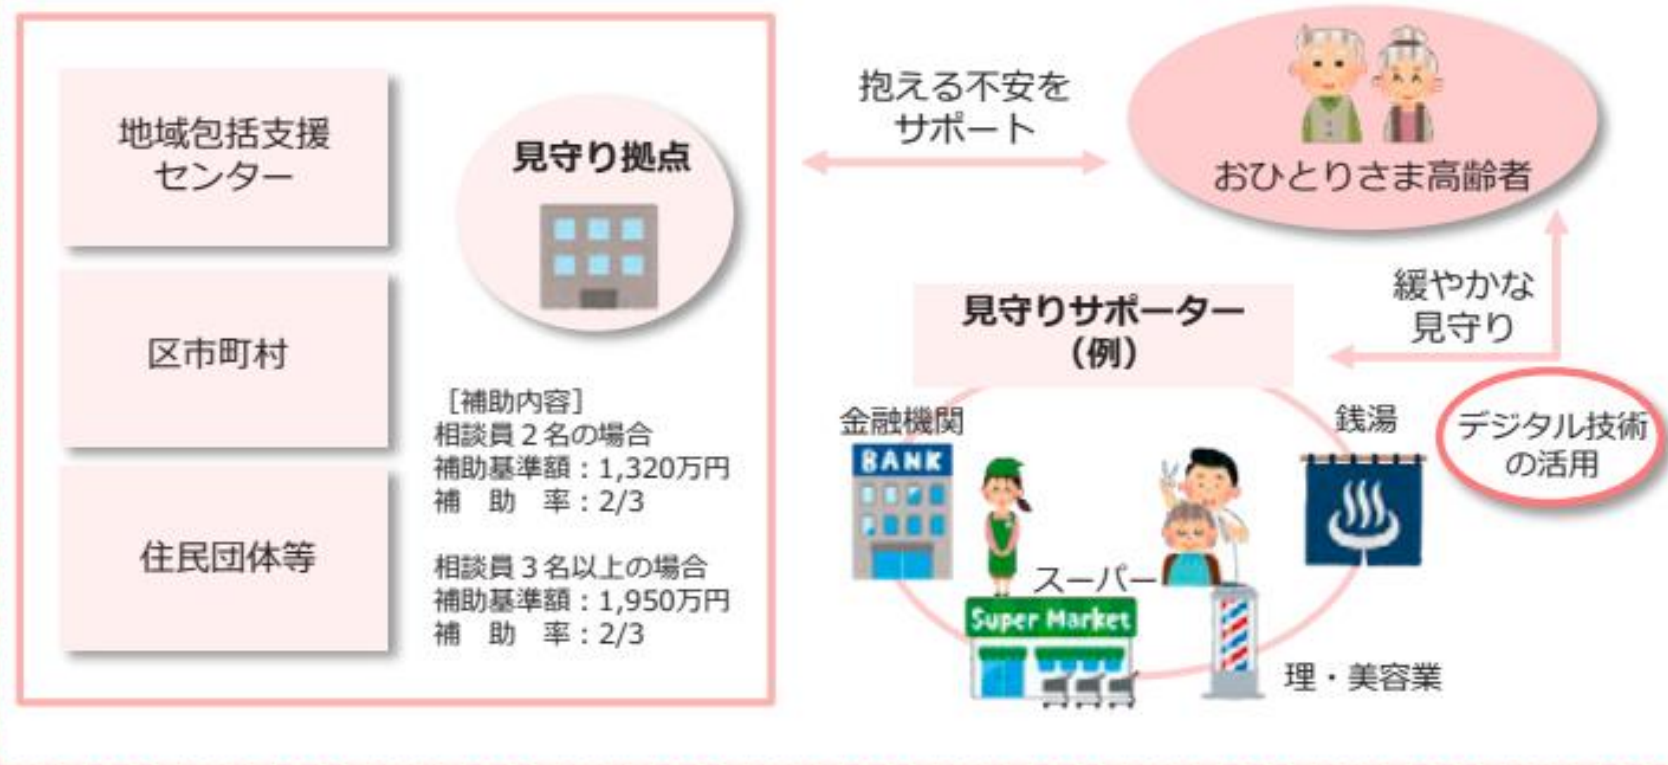 地域包括支援
センター
区市町村
住民団体等
見守り拠点
［補助内容］
相談員２名の場合
補助基準額：1,320万円
補　助　率：2/3
相談員３名以上の場合
補助基準額：1,950万円
補　助　率：2/3
抱える不安を
サポート
おひとりさま高齢者
緩やかな
見守り
見守りサポーター
（例）
デジタル技術
の活用
金融機関
BANK
銭湯
スーパー
Super Market
理・美容業